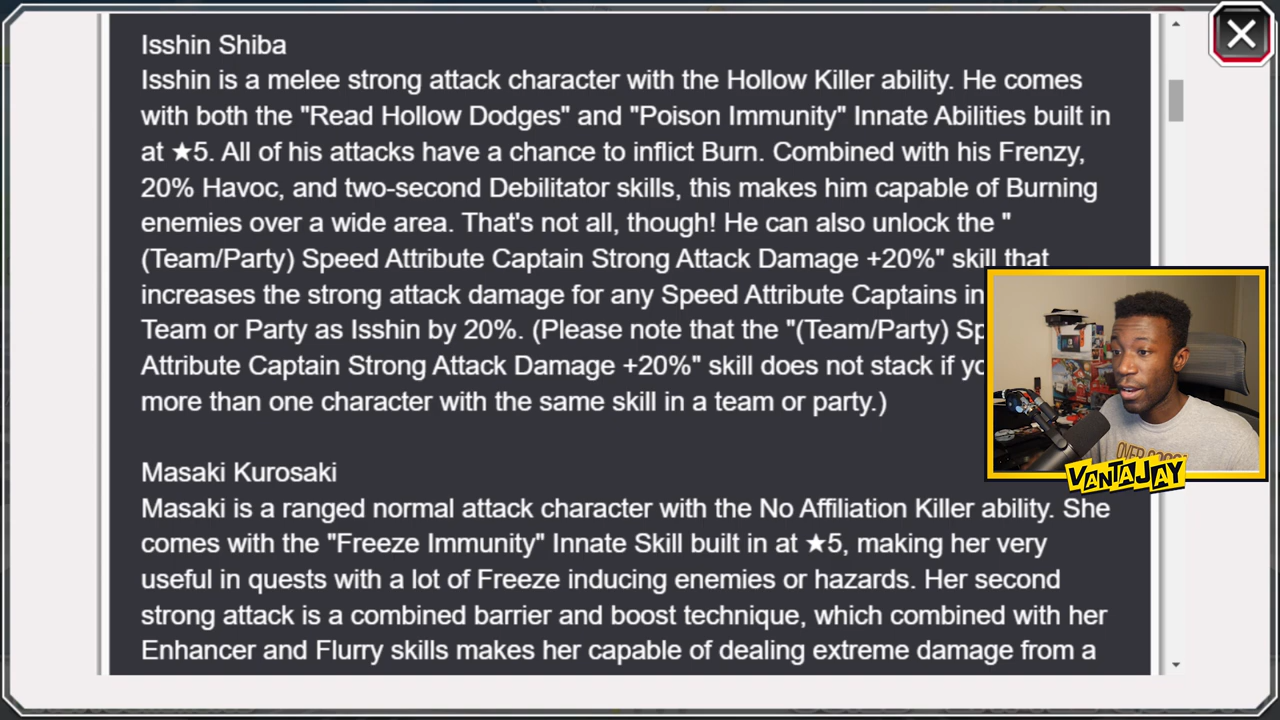 Isshin Shiba
Isshin is a melee strong attack character with the Hollow Killer ability. He comes
with both the "Read Hollow Dodges" and "Poison Immunity" Innate Abilities built in
at ★5. All of his attacks have a chance to inflict Burn. Combined with his Frenzy,
20% Havoc, and two-second Debilitator skills, this makes him capable of Burning
enemies over a wide area. That's not all, though! He can also unlock the "
(Team/Party) Speed Attribute Captain Strong Attack Damage +20%" skill that
increases the strong attack damage for any Speed Attribute Captains in
Team or Party as Isshin by 20%. (Please note that the "(Team/Party) Sp
Attribute Captain Strong Attack Damage +20%" skill does not stack if yo
more than one character with the same skill in a team or party.)
Masaki Kurosaki
Masaki is a ranged normal attack character with the No Affiliation Killer ability. She
comes with the "Freeze Immunity" Innate Skill built in at ★5, making her very
useful in quests with a lot of Freeze inducing enemies or hazards. Her second
strong attack is a combined barrier and boost technique, which combined with her
Enhancer and Flurry skills makes her capable of dealing extreme damage from a
OVER
VANTAJAY